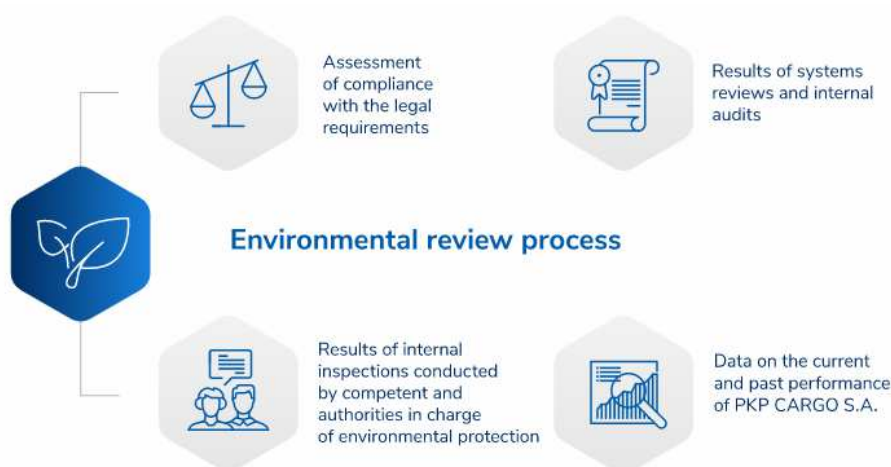 Assessment
of compliance
with the legal
requirements
Results of systems
reviews and internal
audits
Environmental review process
Results of internal
inspections conducted
by competent and
authorities in charge
of environmental protection
Data on the current
and past performance
of PKP CARGO S.A.